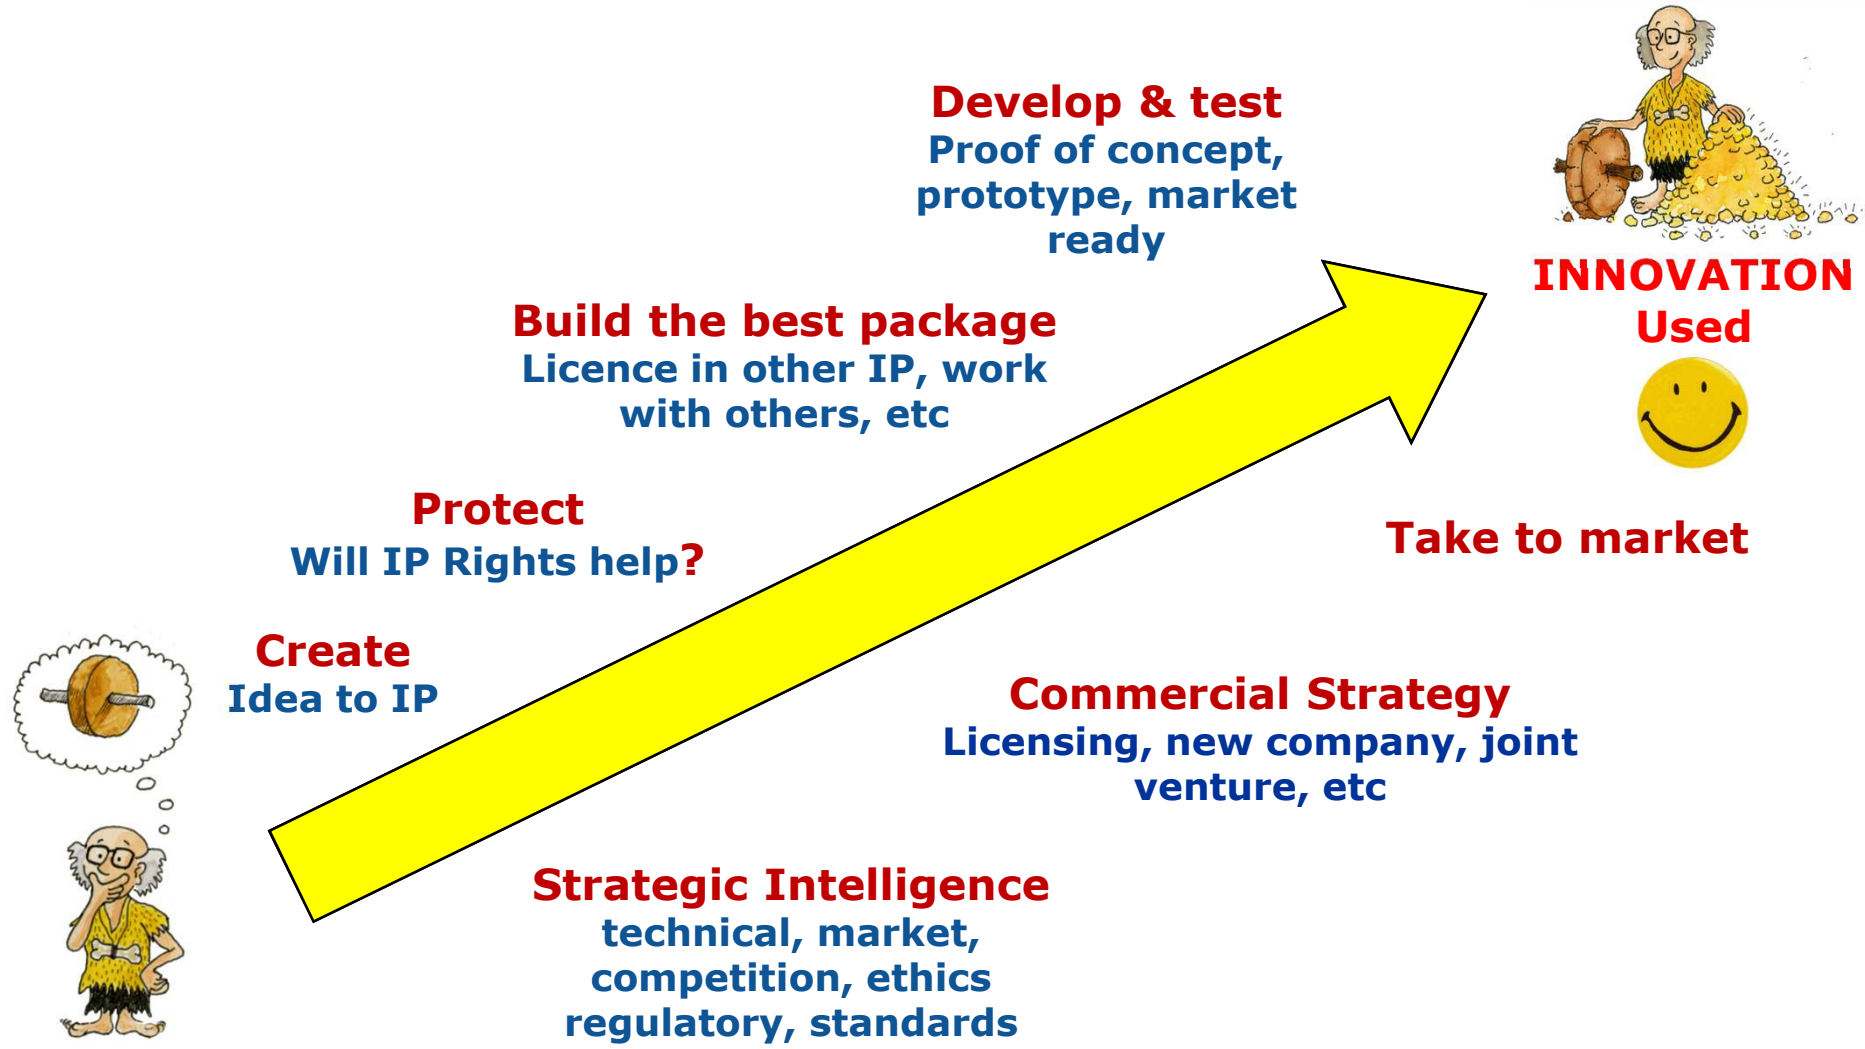 Develop & test
Proof of concept,
prototype, market
ready
INNOVATION
Used
Build the best package
Licence in other IP, work
with others, etc
Protect
Will IP Rights help?
Take to market
Create
Idea to IP
Commercial Strategy
Licensing, new company, joint
venture, etc
Strategic Intelligence
technical, market,
competition, ethics
regulatory, standards